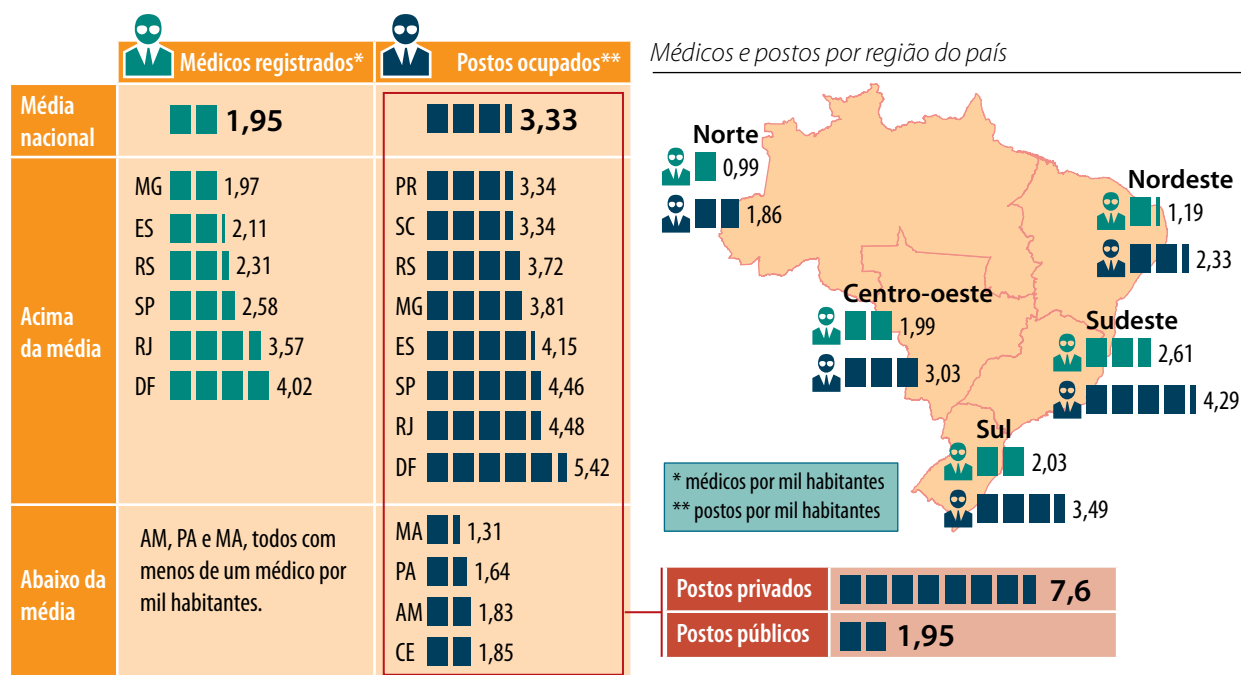 Médicos registrados*
Postos ocupados**
Média
nacional
1,95
3,33
Acima
da média
MG 1,97
ES 2,11
RS 2,31
SP 2,58
RJ 3,57
DF 4,02
PR 3,34
SC 3,34
RS 3,72
MG 3,81
ES 4,15
SP 4,46
RJ 4,48
DF 5,42
Abaixo da
média
AM, PA e MA, todos com
menos de um médico por
mil habitantes.
MA 1,31
PA 1,64
AM 1,83
CE 1,85
Médicos e postos por região do país
Norte
0,99
1,86
Nordeste
1,19
2,33
Centro-oeste
1,99
3,03
Sudeste
2,61
4,29
Sul
2,03
3,49
* médicos por mil habitantes
** postos por mil habitantes
Postos privados 7,6
Postos públicos 1,95